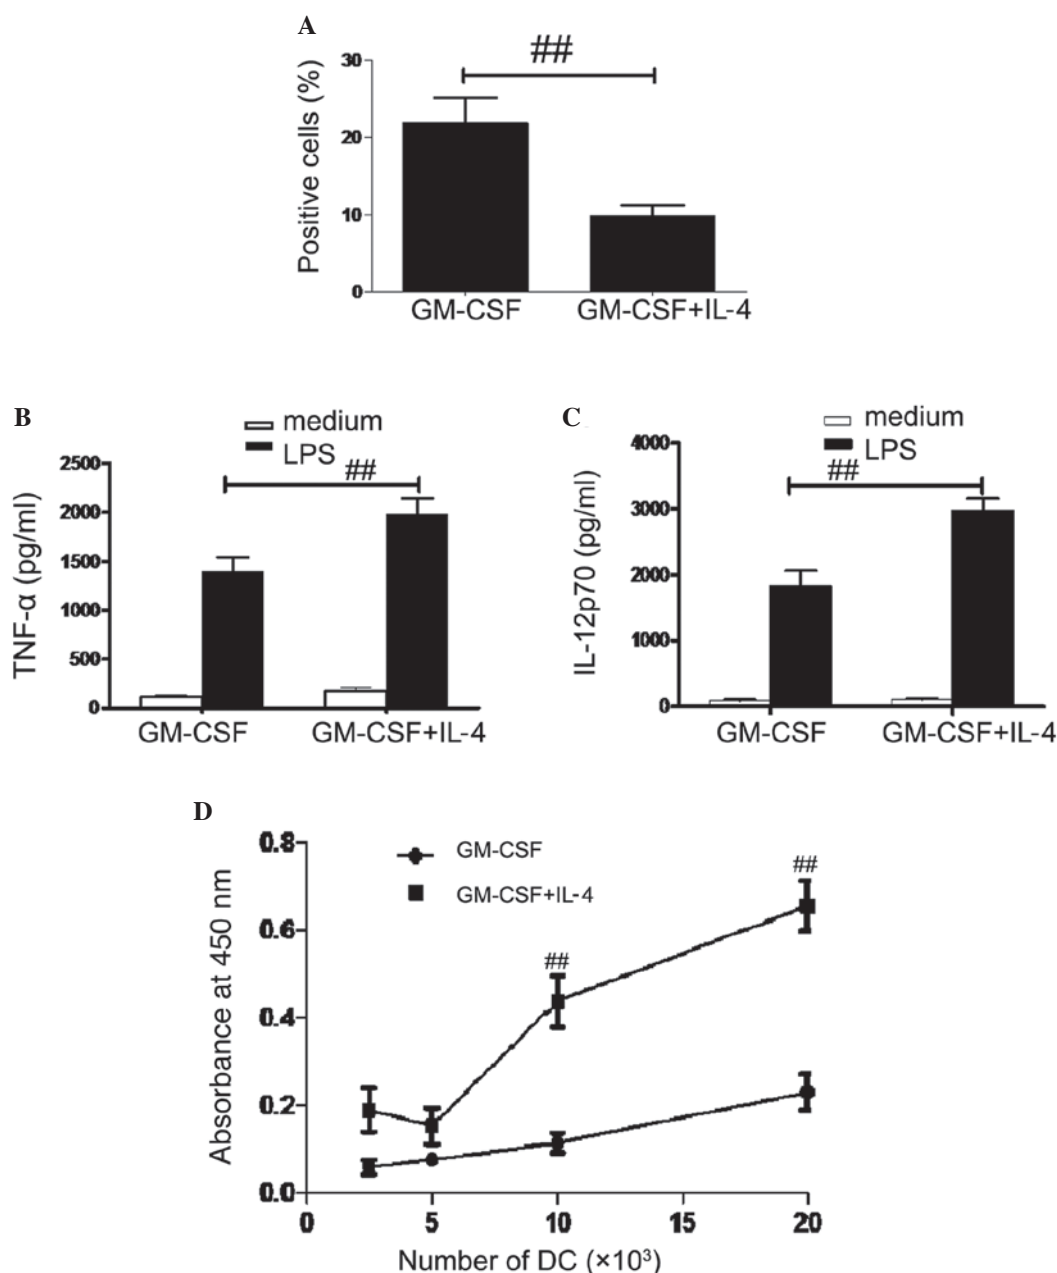 A
##
Positive cells (%)
30
20
10
0
GM-CSF
GM-CSF+IL-4
B
medium
LPS
##
TNF-α (pg/ml)
2500
2000
1500
1000
500
0
GM-CSF
GM-CSF+IL-4
C
medium
LPS
##
IL-12p70 (pg/ml)
4000
3000
2000
1000
0
GM-CSF
GM-CSF+IL-4
D
GM-CSF
GM-CSF+IL-4
##
##
Absorbance at 450 nm
0.8
0.6
0.4
0.2
0.0
0 5 10 15 20
Number of DC (×10³)